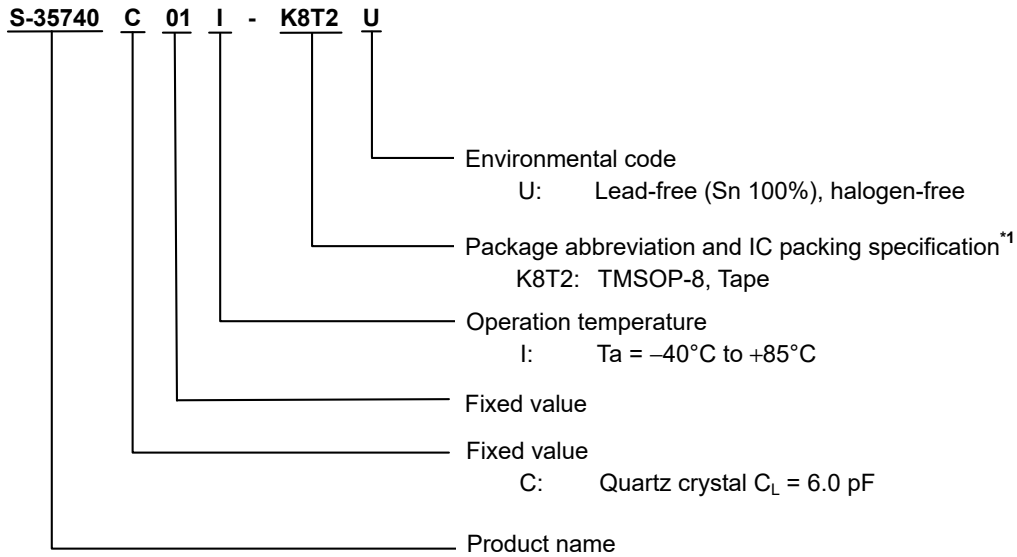 S-35740 C 01 I - K8T2 U
Environmental code
U: Lead-free (Sn 100%), halogen-free
Package abbreviation and IC packing specification*1
K8T2: TMSOP-8, Tape
Operation temperature
I: Ta = −40°C to +85°C
Fixed value
Fixed value
C: Quartz crystal CL = 6.0 pF
Product name